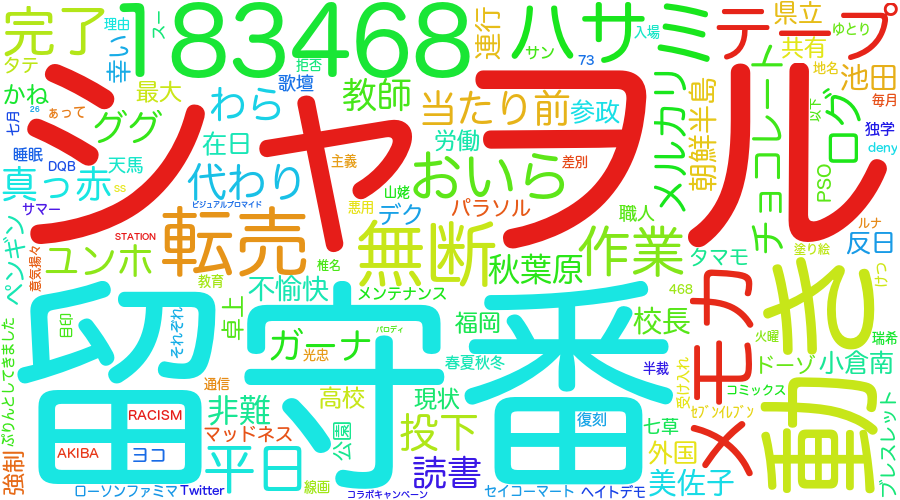 完了
183468
連行
ハサミ
テープ
県立
ゆとり
理由
スー
サン
入場
共有
タテ
辛い
拒否
73
地名
池田
毎月
シャヲル
かね
最大
歌壇
教師
メルカリ
チョコレート
以下
ログ
七月
26
ぁって
わら
当たり前
参政
朝鮮半島
独学
ググ
在日
労働
deny
睡眠
DQB
天馬
主義
差別
おいら
PSO
真っ赤
ss
代わり
山姥
サマー
ビジュアルブロマイド
悪用
デク
パラソル
職人
ルナ
ペンギン
STATION
転売
無断
作業
塗り絵
反日
意気揚々
ユンホ
椎名
秋葉原
タマモ
教育
不愉快
メンテナンス
468
動き
けっ
留守番
卓上
メモカ
それぞれ
ガーナ
パロディ
福岡
校長
火曜
瑞希
光忠
春夏秋冬
半裁
受け入れ
ドーゾ
小倉南
ぷりんとしてきました
通信
高校
現状
コミックス
RACISM
非難
復刻
七草
ｾﾞﾌﾞﾝｲﾚﾌﾞﾝ
マッドネス
公園
投下
ブレスレット
AKIBA
ヨコ
平日
読書
外国
強制
線画
美佐子
ローソンファミマ
Twitter
コラボキャンペーン
セイコーマート
ヘイトデモ